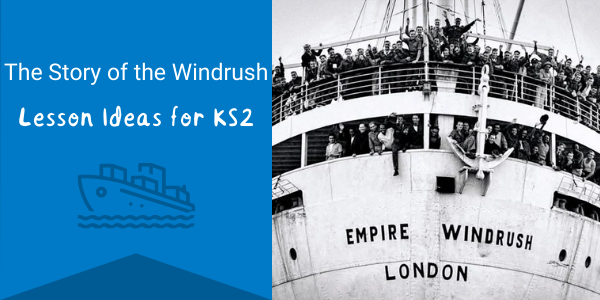 The Story of the Windrush
Lesson Ideas for KS2
EMPIRE WINDRUSH
LONDON